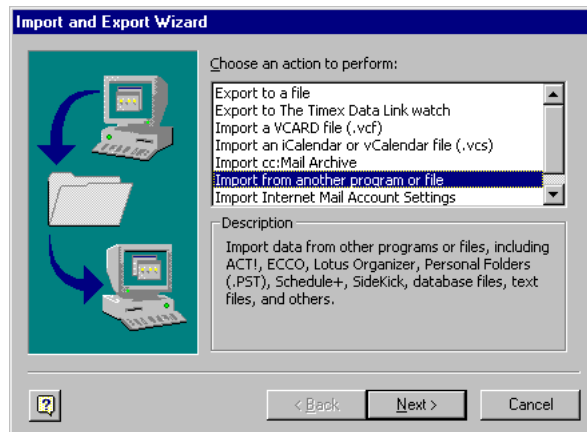 Import and Export Wizard
Choose an action to perform:
Export to a file
Export to The Timex Data Link watch
Import a VCARD file (.vcf)
Import an iCalendar or vCalendar file (.vcs)
Import cc:Mail Archive
Import from another program or file
Import Internet Mail Account Settings
Description
Import data from other programs or files, including
ACT!, ECCO, Lotus Organizer, Personal Folders
(.PST), Schedule+, SideKick, database files, text
files, and others.
?
< Back
Next >
Cancel